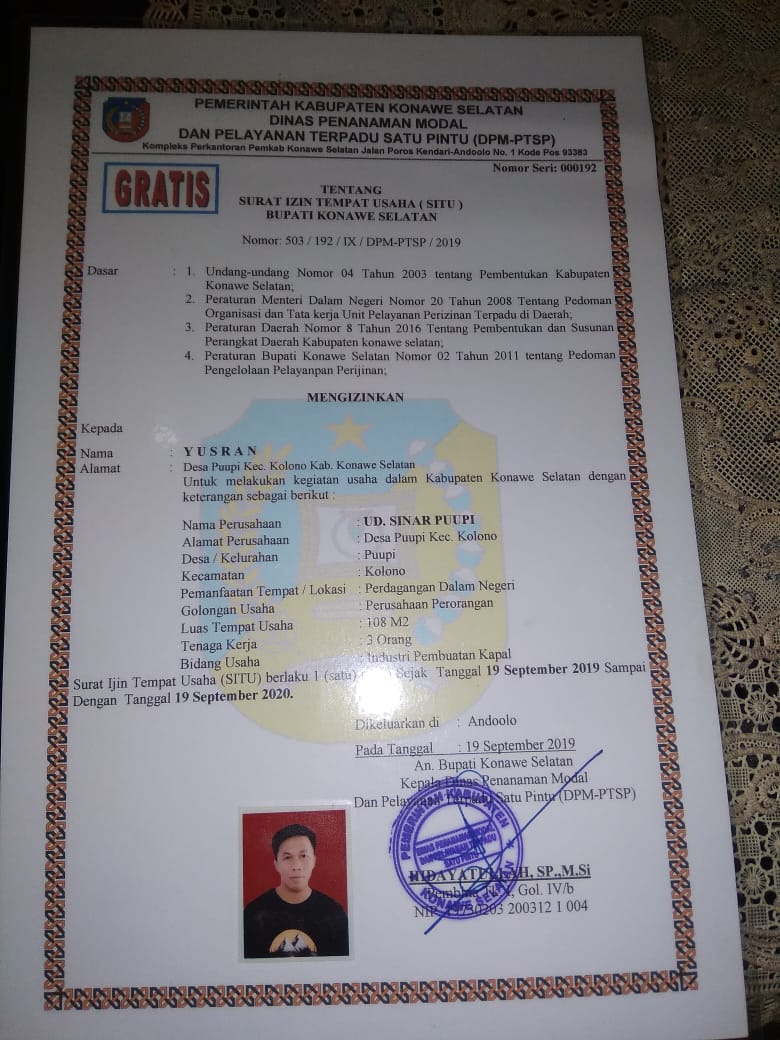 PEMERINTAH KABUPATEN KONAWE SELATAN
DINAS PENANAMAN MODAL
DAN PELAYANAN TERPADU SATU PINTU (DPM-PTSP)
Kompleks Perkantoran Pemkab Konawe Selatan Jalan Poros Kendari-Andoolo No. 1 Kode Pos 93383
Nomor Seri: 000192
GRATIS
TENTANG
SURAT IZIN TEMPAT USAHA ( SITU )
BUPATI KONAWE SELATAN
Nomor: 503 / 192 / IX / DPM-PTSP / 2019
Dasar : 1. Undang-undang Nomor 04 Tahun 2003 tentang Pembentukan Kabupaten
Konawe Selatan;
2. Peraturan Menteri Dalam Negeri Nomor 20 Tahun 2008 Tentang Pedoman
Organisasi dan Tata kerja Unit Pelayanan Perizinan Terpadu di Daerah;
3. Peraturan Daerah Nomor 8 Tahun 2016 Tentang Pembentukan dan Susunan
Perangkat Daerah Kabupaten konawe selatan;
4. Peraturan Bupati Konawe Selatan Nomor 02 Tahun 2011 tentang Pedoman
Pengelolaan Pelayanpan Perijinan;
MENGIZINKAN
Kepada
Nama : Y U S R A N
Alamat : Desa Puupi Kec. Kolono Kab. Konawe Selatan
Untuk melakukan kegiatan usaha dalam Kabupaten Konawe Selatan dengan
keterangan sebagai berikut :
Nama Perusahaan : UD. SINAR PUUPI
Alamat Perusahaan : Desa Puupi Kec. Kolono
Desa / Kelurahan : Puupi
Kecamatan : Kolono
Pemanfaatan Tempat / Lokasi : Perdagangan Dalam Negeri
Golongan Usaha : Perusahaan Perorangan
Luas Tempat Usaha : 108 M2
Tenaga Kerja : 3 Orang
Bidang Usaha : Industri Pembuatan Kapal
Surat Ijin Tempat Usaha (SITU) berlaku 1 (satu) Sejak Tanggal 19 September 2019 Sampai
Dengan Tanggal 19 September 2020.
Dikeluarkan di : Andoolo
Pada Tanggal : 19 September 2019
An. Bupati Konawe Selatan
Kepala Dinas Penanaman Modal
Dan Pelayanan Terpadu Satu Pintu (DPM-PTSP)
PEMERINTAH KABUPATEN
KONAWE SELATAN
HIDAYATULLAH, SP.,M.Si
Pembina Gol. IV/b
NIP. 200312 1 004